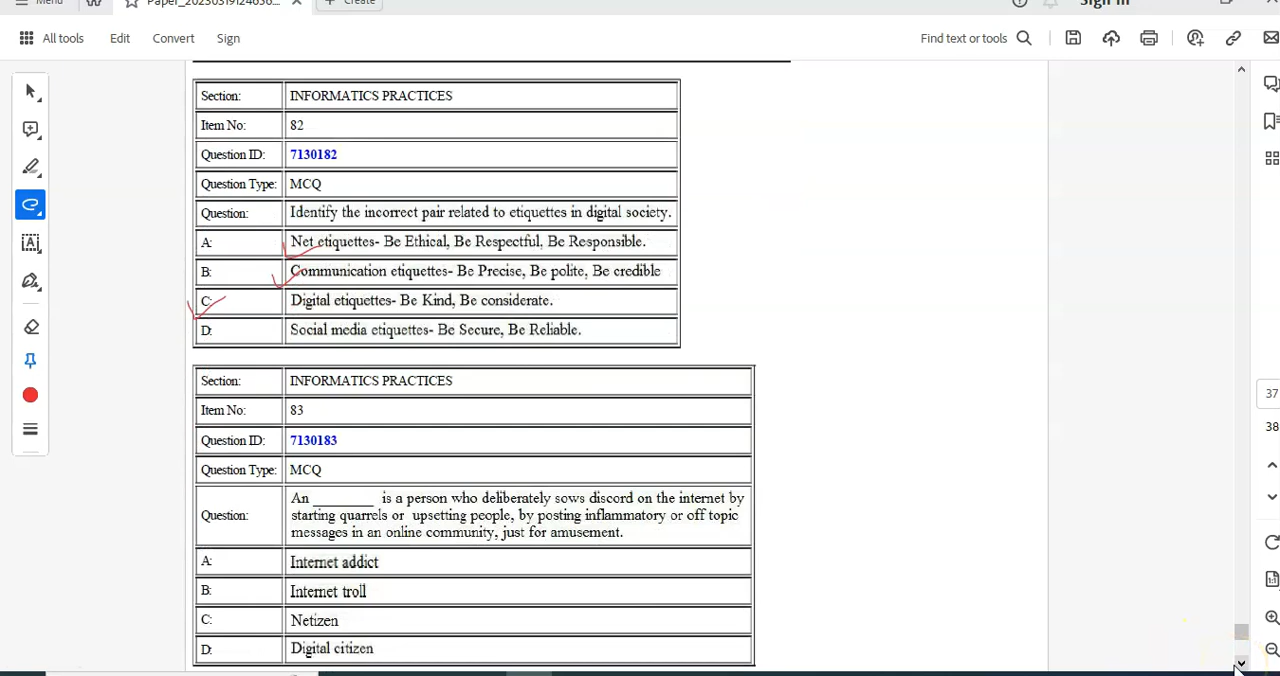 Menu
Paper_20230319124636...
Create
Sign in
All tools
Edit
Convert
Sign
Find text or tools
Section: INFORMATICS PRACTICES
Item No: 82
Question ID: 7130182
Question Type: MCQ
Question: Identify the incorrect pair related to etiquettes in digital society.
A: Net etiquettes- Be Ethical, Be Respectful, Be Responsible.
B: Communication etiquettes- Be Precise, Be polite, Be credible
C: Digital etiquettes- Be Kind, Be considerate.
D: Social media etiquettes- Be Secure, Be Reliable.
Section: INFORMATICS PRACTICES
Item No: 83
Question ID: 7130183
Question Type: MCQ
Question: An ________ is a person who deliberately sows discord on the internet by
starting quarrels or upsetting people, by posting inflammatory or off topic
messages in an online community, just for amusement.
A: Internet addict
B: Internet troll
C: Netizen
D: Digital citizen
37
38
1:1